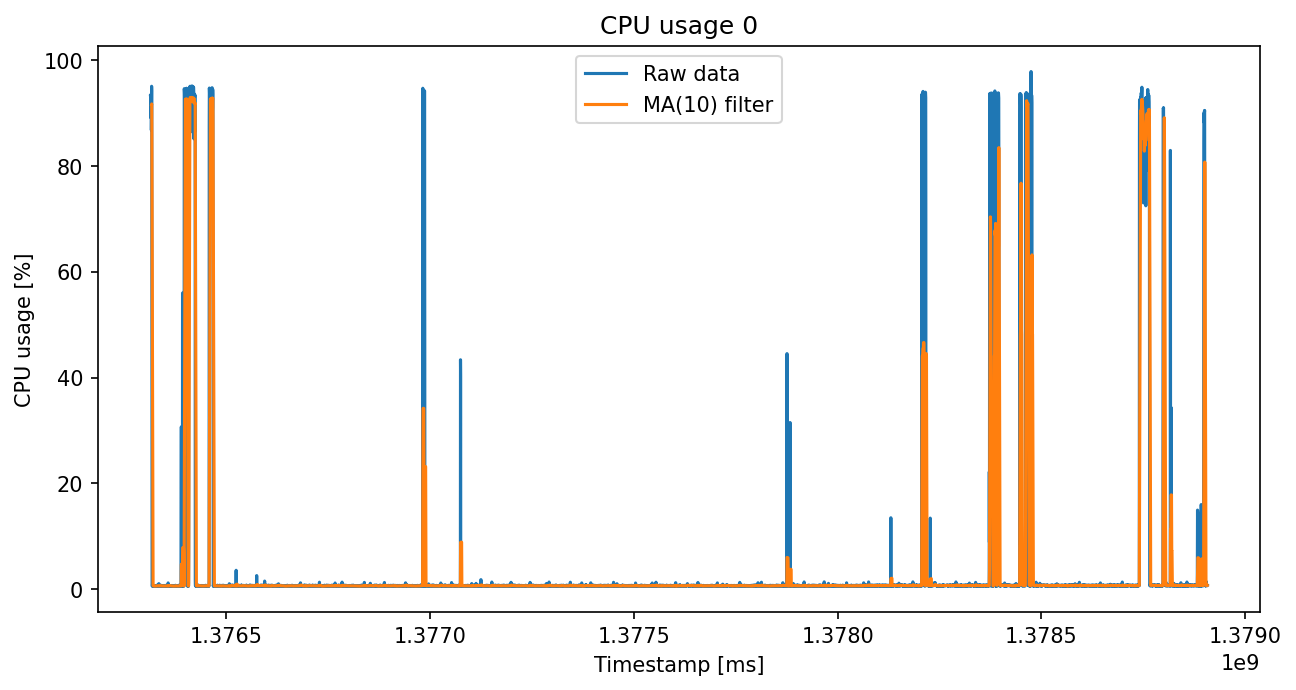 CPU usage 0
Raw data
MA(10) filter
CPU usage [%]
100
80
60
40
20
0
1.3765 1.3770 1.3775 1.3780 1.3785 1.3790
1e9
Timestamp [ms]